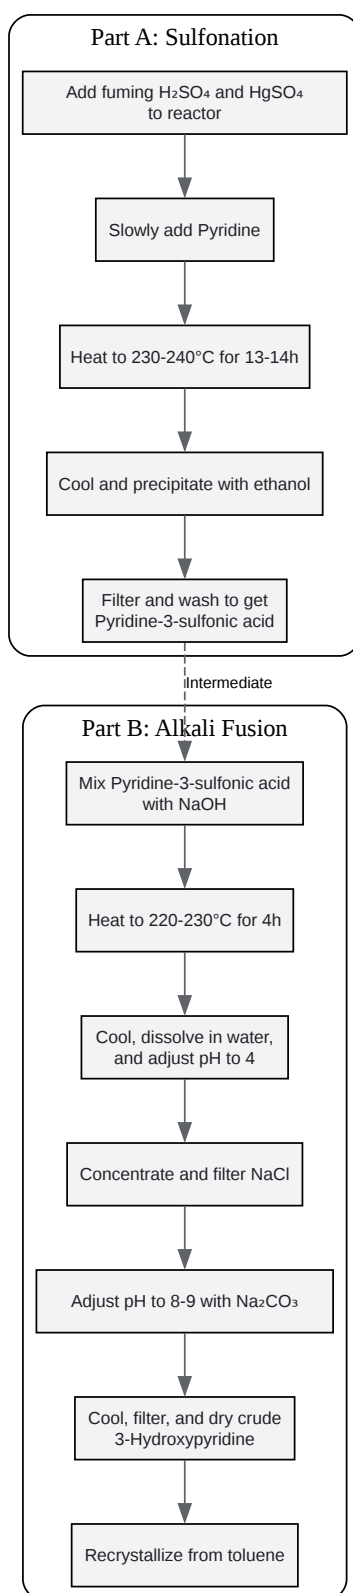 Part A: Sulfonation
Add fuming H₂SO₄ and HgSO₄
to reactor
Slowly add Pyridine
Heat to 230-240°C for 13-14h
Cool and precipitate with ethanol
Filter and wash to get
Pyridine-3-sulfonic acid
Intermediate
Part B: Alkali Fusion
Mix Pyridine-3-sulfonic acid
with NaOH
Heat to 220-230°C for 4h
Cool, dissolve in water,
and adjust pH to 4
Concentrate and filter NaCl
Adjust pH to 8-9 with Na₂CO₃
Cool, filter, and dry crude
3-Hydroxypyridine
Recrystallize from toluene